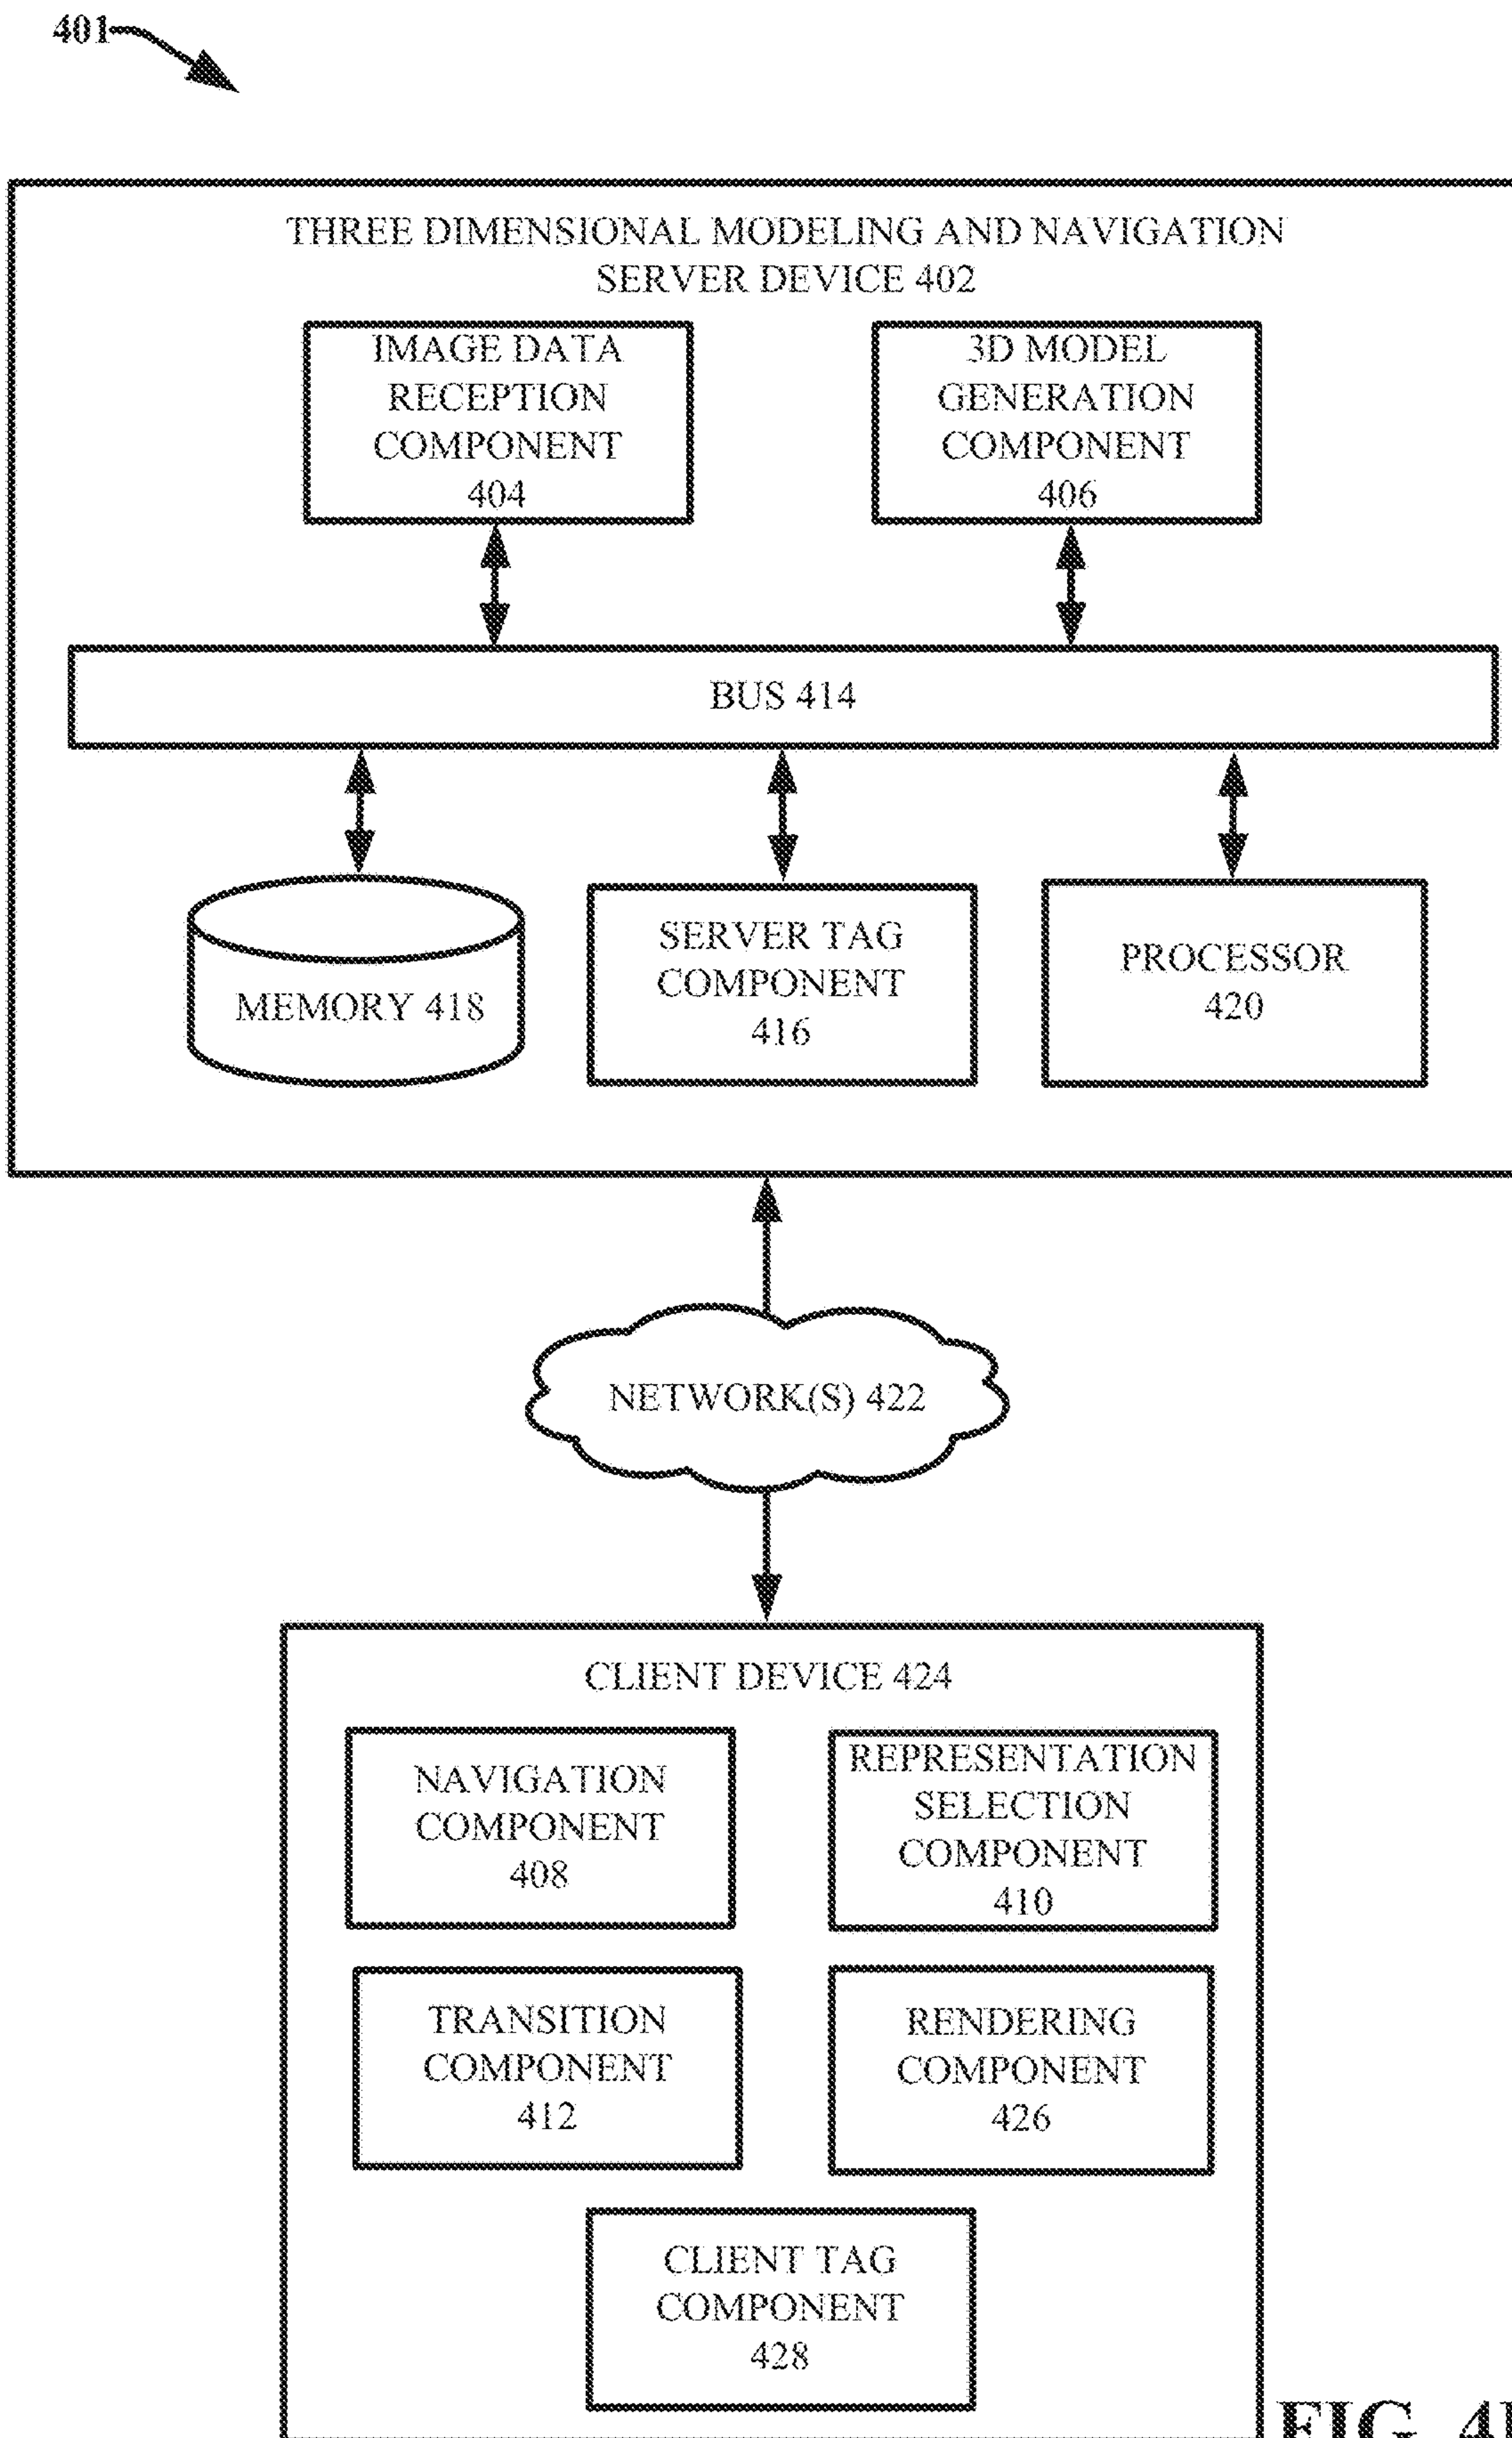 401
THREE DIMENSIONAL MODELING AND NAVIGATION
SERVER DEVICE 402
IMAGE DATA
RECEPTION
COMPONENT
404
3D MODEL
GENERATION
COMPONENT
406
BUS 414
MEMORY 418
SERVER TAG
COMPONENT
416
PROCESSOR
420
NETWORK(S) 422
CLIENT DEVICE 424
NAVIGATION
COMPONENT
408
REPRESENTATION
SELECTION
COMPONENT
410
TRANSITION
COMPONENT
412
RENDERING
COMPONENT
426
CLIENT TAG
COMPONENT
428
FIG. 4